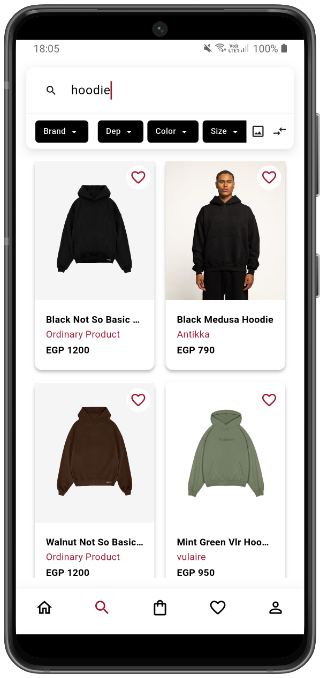 18:05
100%
hoodie
Brand Dep Color Size
Black Not So Basic ...
Ordinary Product
EGP 1200
Black Medusa Hoodie
Antikka
EGP 790
Walnut Not So Basic...
Ordinary Product
EGP 1200
Mint Green Vlr Hoo...
vulaire
EGP 950